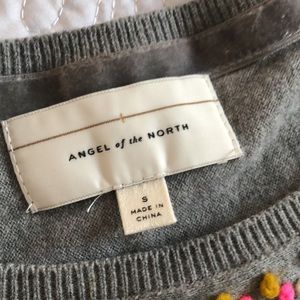 ANGEL of the NORTH
S
MADE IN
CHINA